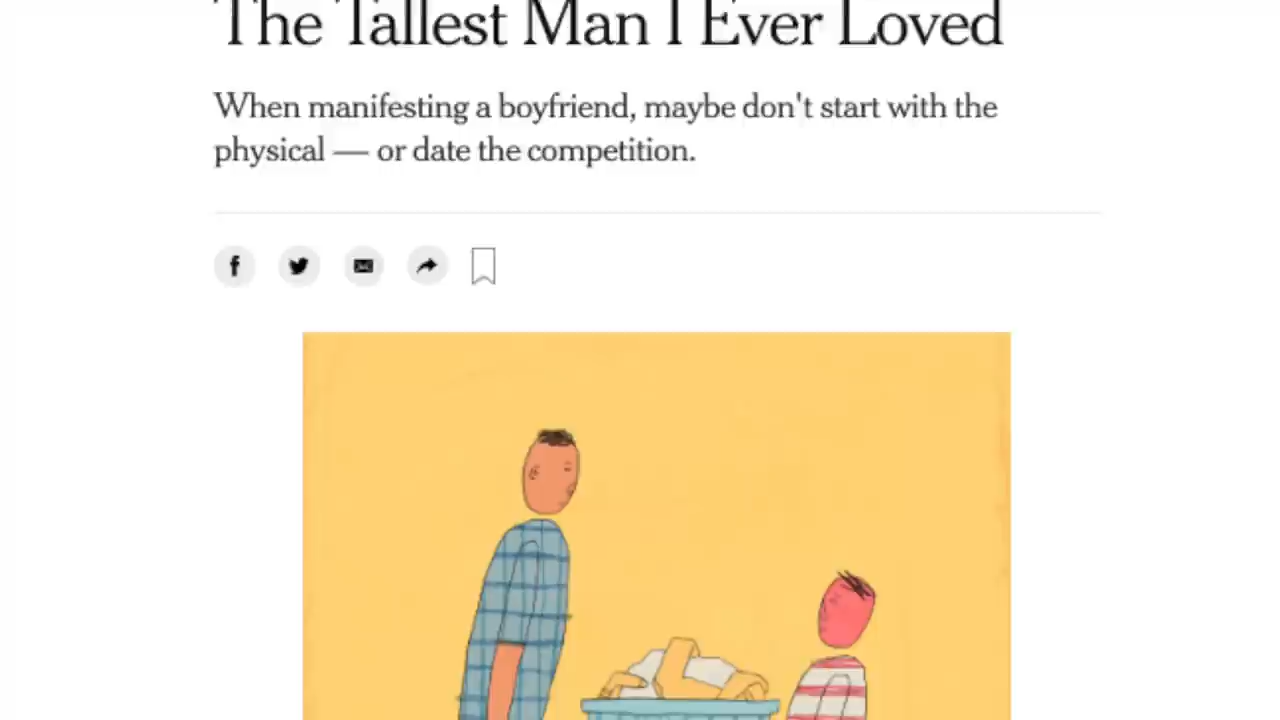 The Tallest Man I Ever Loved
When manifesting a boyfriend, maybe don't start with the
physical — or date the competition.